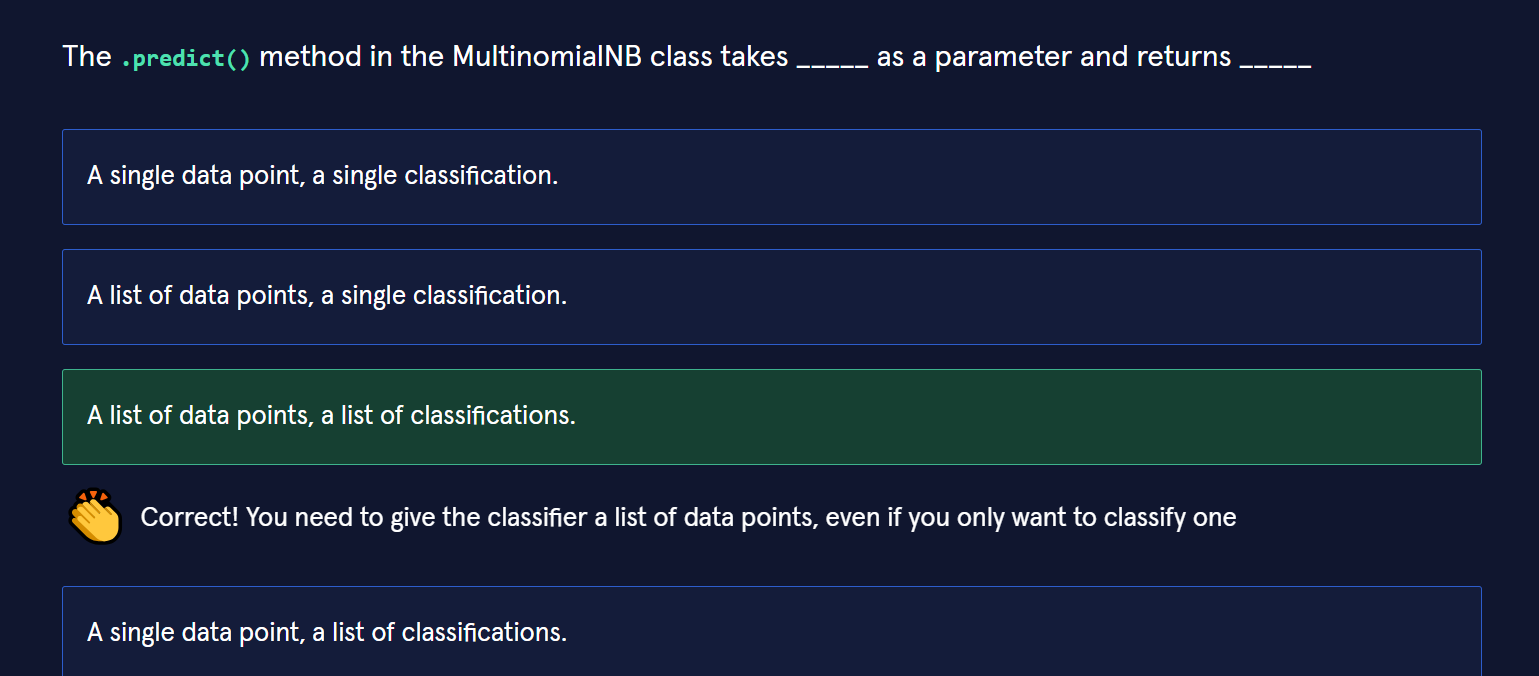 The .predict() method in the MultinomialNB class takes _____ as a parameter and returns _____
A single data point, a single classification.
A list of data points, a single classification.
A list of data points, a list of classifications.
Correct! You need to give the classifier a list of data points, even if you only want to classify one
A single data point, a list of classifications.